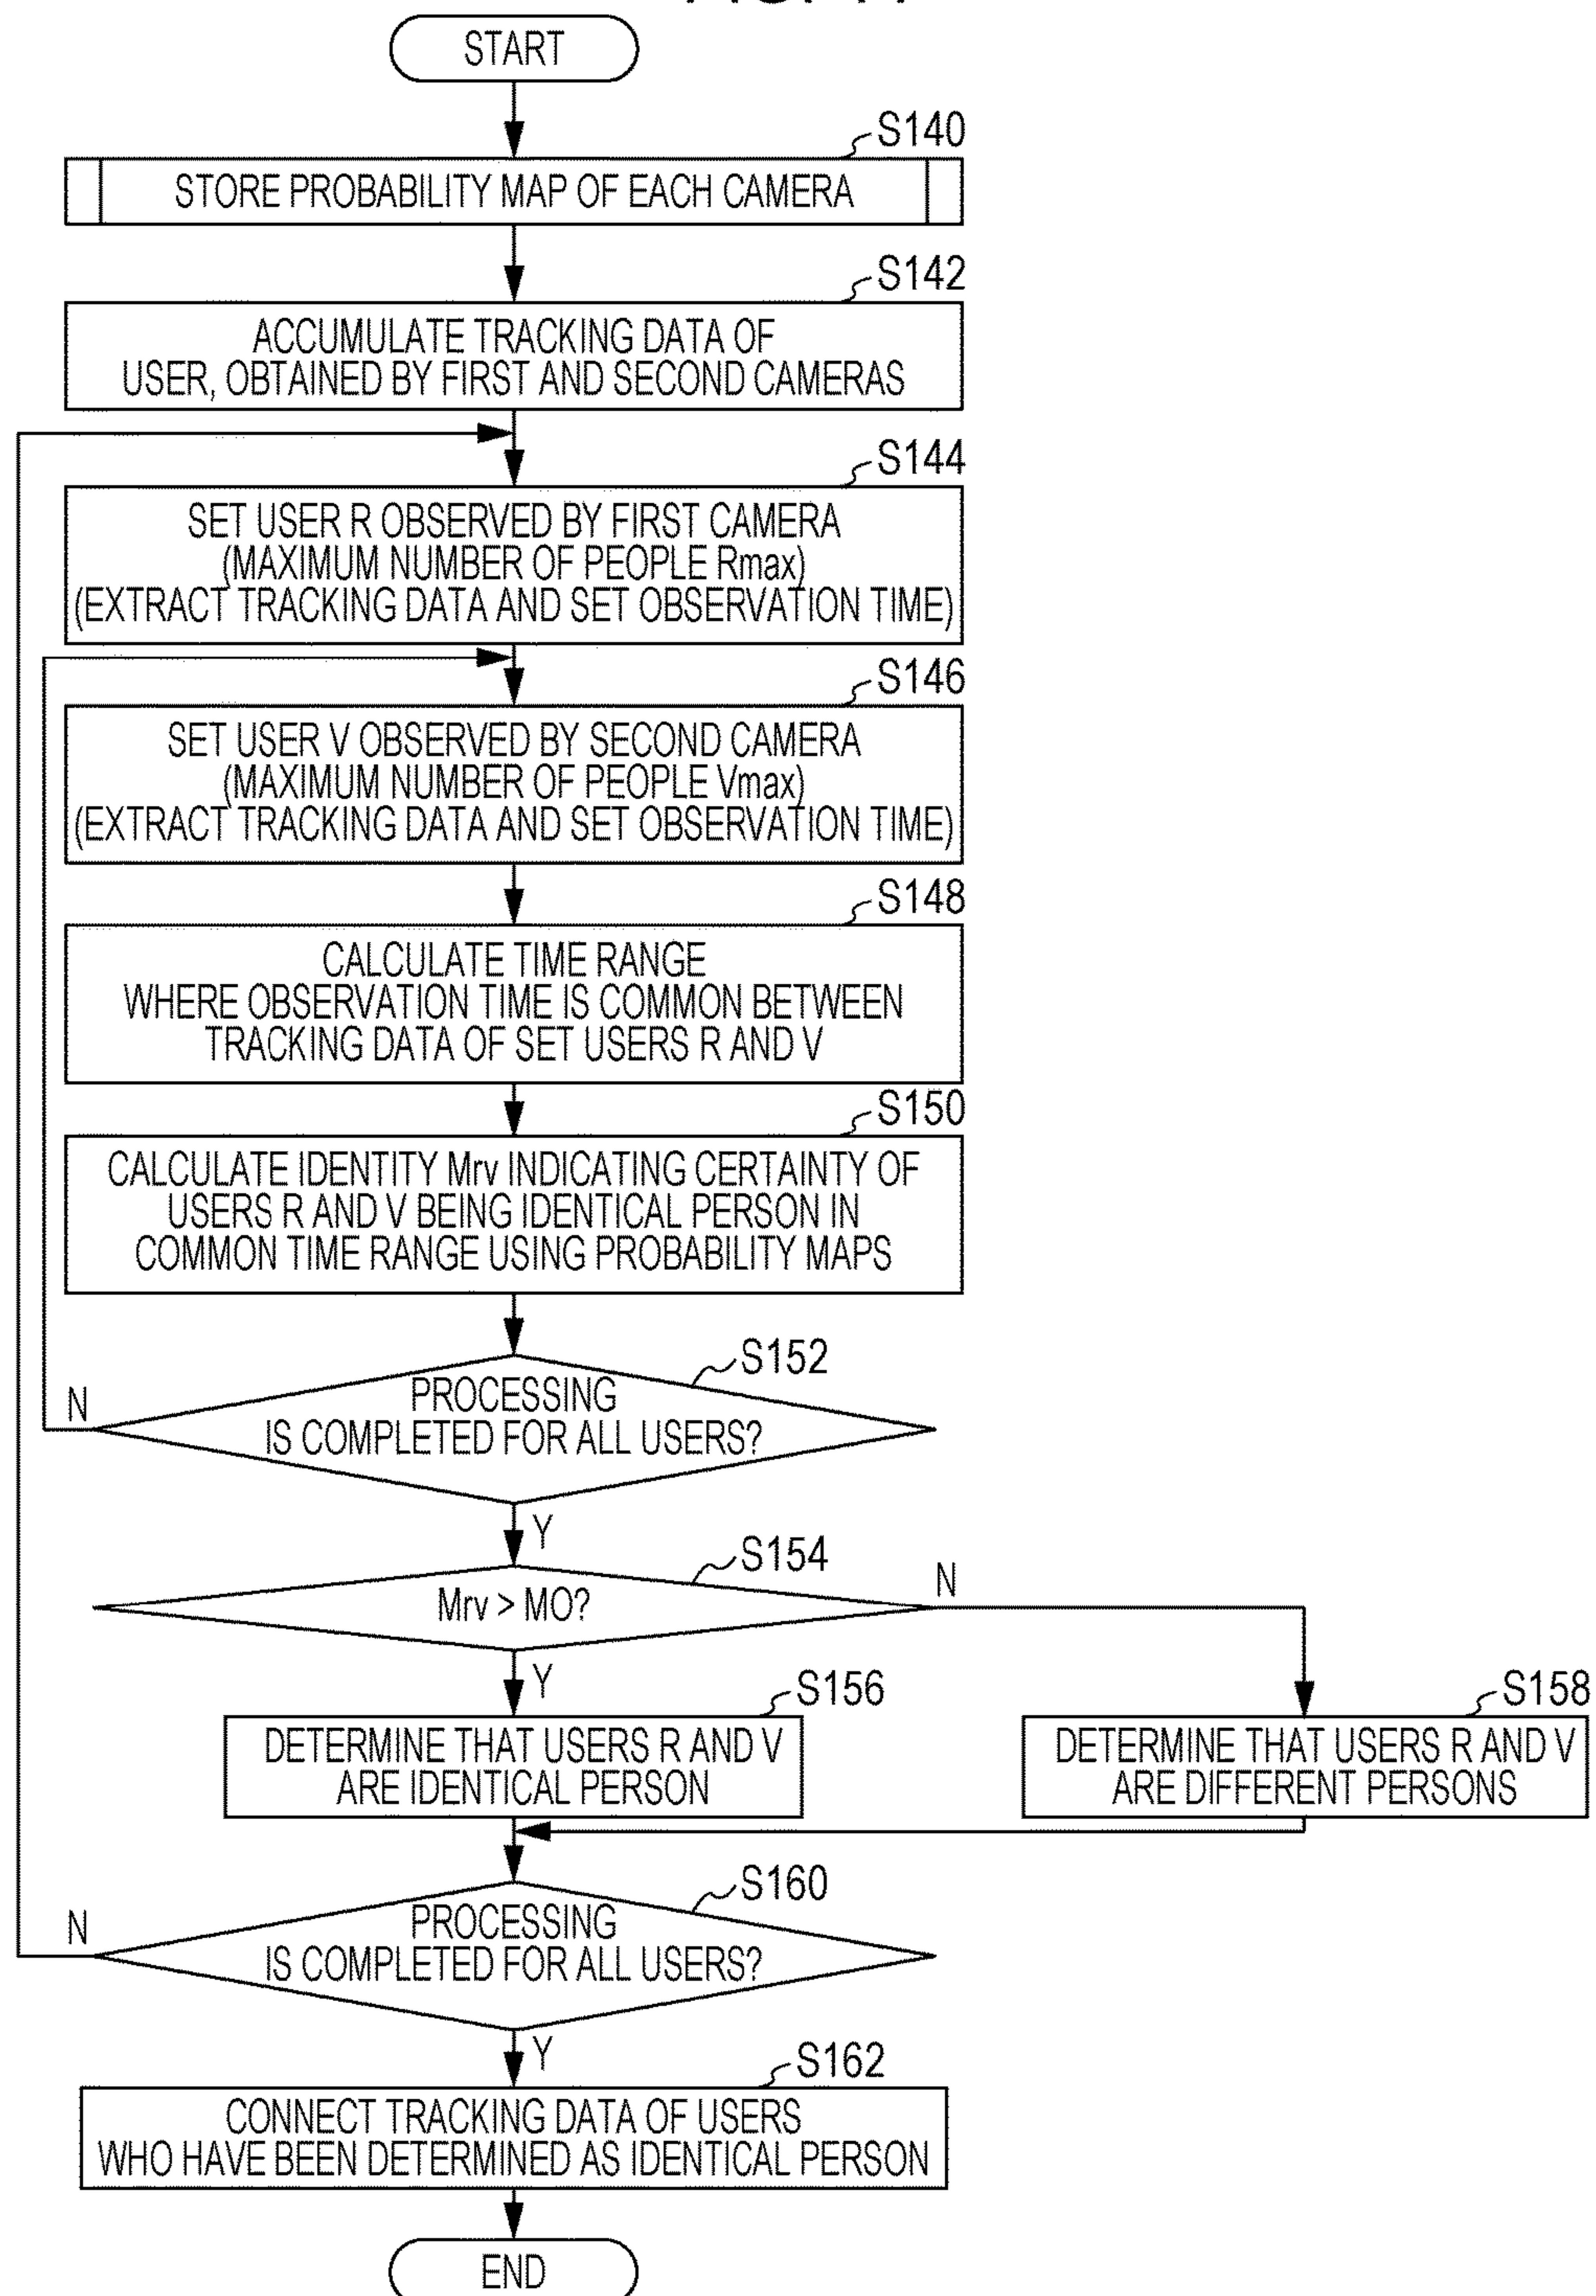 START
S140
STORE PROBABILITY MAP OF EACH CAMERA
S142
ACCUMULATE TRACKING DATA OF
USER, OBTAINED BY FIRST AND SECOND CAMERAS
S144
SET USER R OBSERVED BY FIRST CAMERA
(MAXIMUM NUMBER OF PEOPLE Rmax)
(EXTRACT TRACKING DATA AND SET OBSERVATION TIME)
S146
SET USER V OBSERVED BY SECOND CAMERA
(MAXIMUM NUMBER OF PEOPLE Vmax)
(EXTRACT TRACKING DATA AND SET OBSERVATION TIME)
S148
CALCULATE TIME RANGE
WHERE OBSERVATION TIME IS COMMON BETWEEN
TRACKING DATA OF SET USERS R AND V
S150
CALCULATE IDENTITY Mrv INDICATING CERTAINTY OF
USERS R AND V BEING IDENTICAL PERSON IN
COMMON TIME RANGE USING PROBABILITY MAPS
S152
N
PROCESSING
IS COMPLETED FOR ALL USERS?
Y
S154
N
Mrv > MO?
Y
S156
S158
DETERMINE THAT USERS R AND V
ARE IDENTICAL PERSON
DETERMINE THAT USERS R AND V
ARE DIFFERENT PERSONS
S160
N
PROCESSING
IS COMPLETED FOR ALL USERS?
Y
S162
CONNECT TRACKING DATA OF USERS
WHO HAVE BEEN DETERMINED AS IDENTICAL PERSON
END